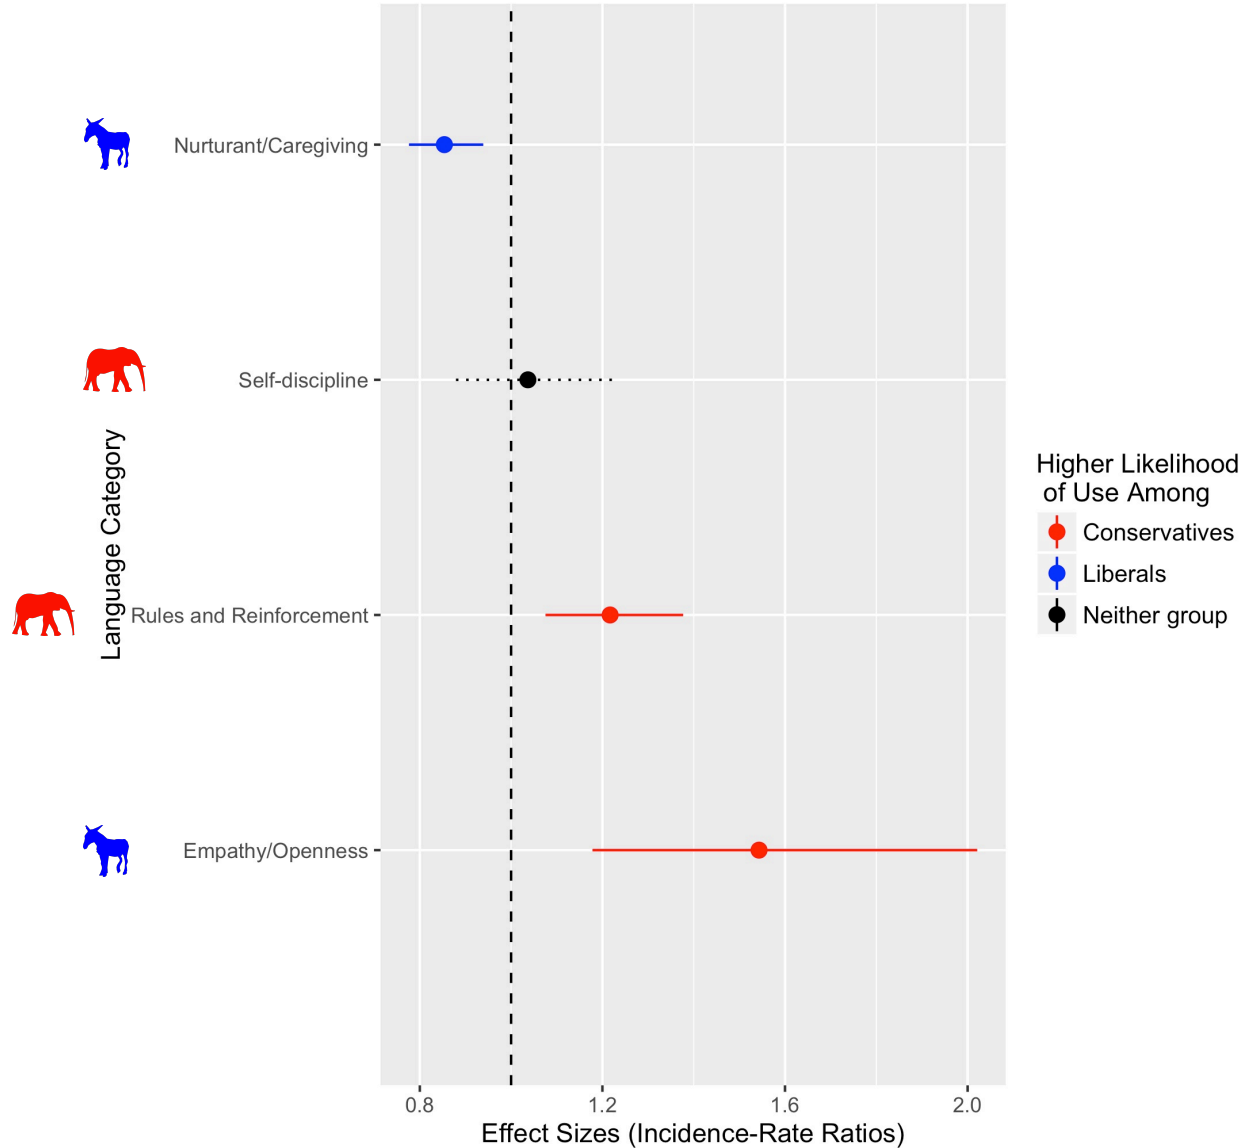 Nurturant/Caregiving
Self-discipline
Language Category
Rules and Reinforcement
Empathy/Openness
0.8
1.2
1.6
2.0
Effect Sizes (Incidence-Rate Ratios)
Higher Likelihood
of Use Among
Conservatives
Liberals
Neither group